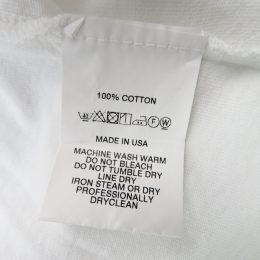 100% COTTON
MADE IN USA
MACHINE WASH WARM
DO NOT BLEACH
DO NOT TUMBLE DRY
LINE DRY
IRON STEAM OR DRY
PROFESSIONALLY
DRYCLEAN